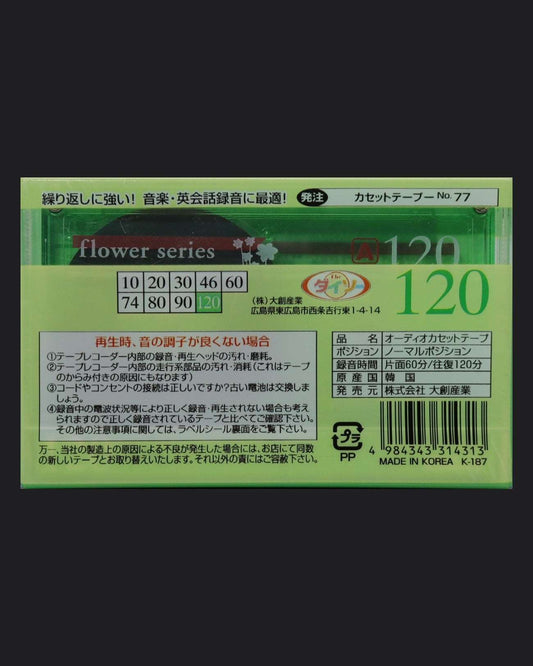 繰り返しに強い! 音楽・英会話録音に最適! 発注 カセットテープー No. 77
flower series A 120
10 20 30 46 60
74 80 90 120
The ダイソー
(株) 大創産業
広島県東広島市西条吉行東1-4-14
120
再生時、音の調子が良くない場合
①テープレコーダー内部の録音・再生ヘッドの汚れ・磨耗。
②テープレコーダー内部の走行系部品の汚れ・消耗(これはテープ
のからみ付きの原因にもなります)
③コードやコンセントの接続は正しいですか?古い電池は交換しま
しょう。
④録音中の電波状況等により正しく録音・再生されない場合も考え
られますので正しく録音されているテープと比べてご確認下さい。
その他の注意事項に関しては、ラベルシール裏面をご覧下さい。
万一、当社の製造上の原因による不良が発生した場合には、お店にて同数
の新しいテープとお取り替えいたします。それ以外の責にはご容赦下さい。
品名 オーディオカセットテープ
ポジション ノーマルポジション
録音時間 片面60分/往復120分
原産国 韓国
発売元 株式会社 大創産業
プラ
PP
4 984343 314313
MADE IN KOREA K-187